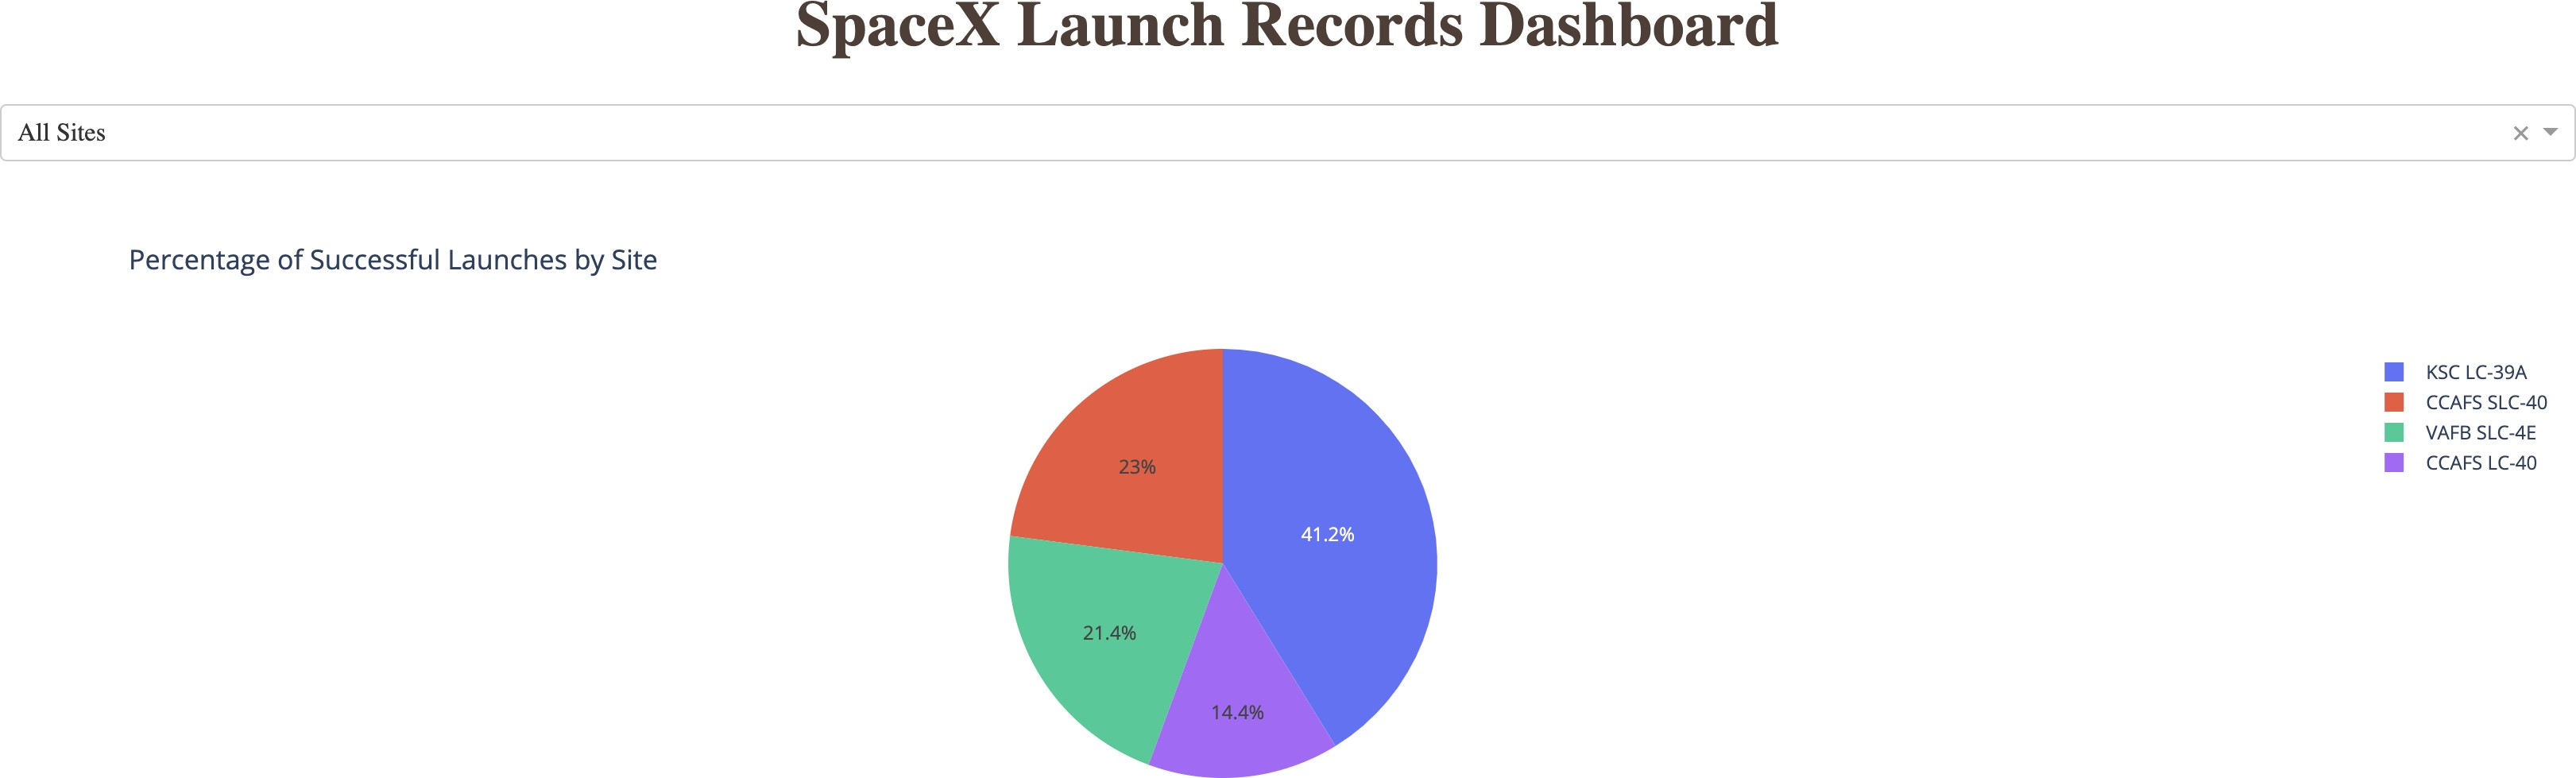 SpaceX Launch Records Dashboard
All Sites
Percentage of Successful Launches by Site
KSC LC-39A
CCAFS SLC-40
VAFB SLC-4E
CCAFS LC-40
23%
41.2%
21.4%
14.4%